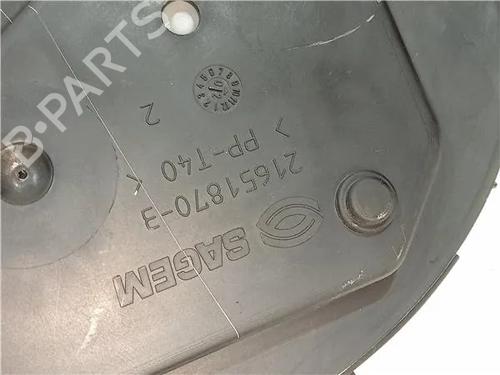 B-PARTS
2
> PP-T40 <
21651870-3
SAGEM